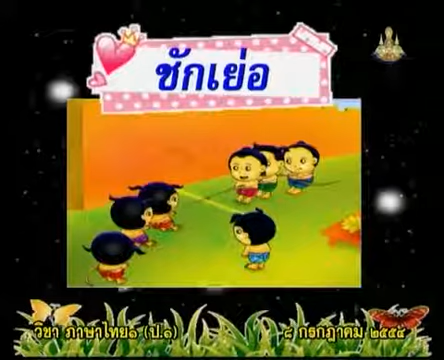 ชักเย่อ
วิชา ภาษาไทย๑ (ป.๑)
๘ กรกฎาคม ๒๕๕๔